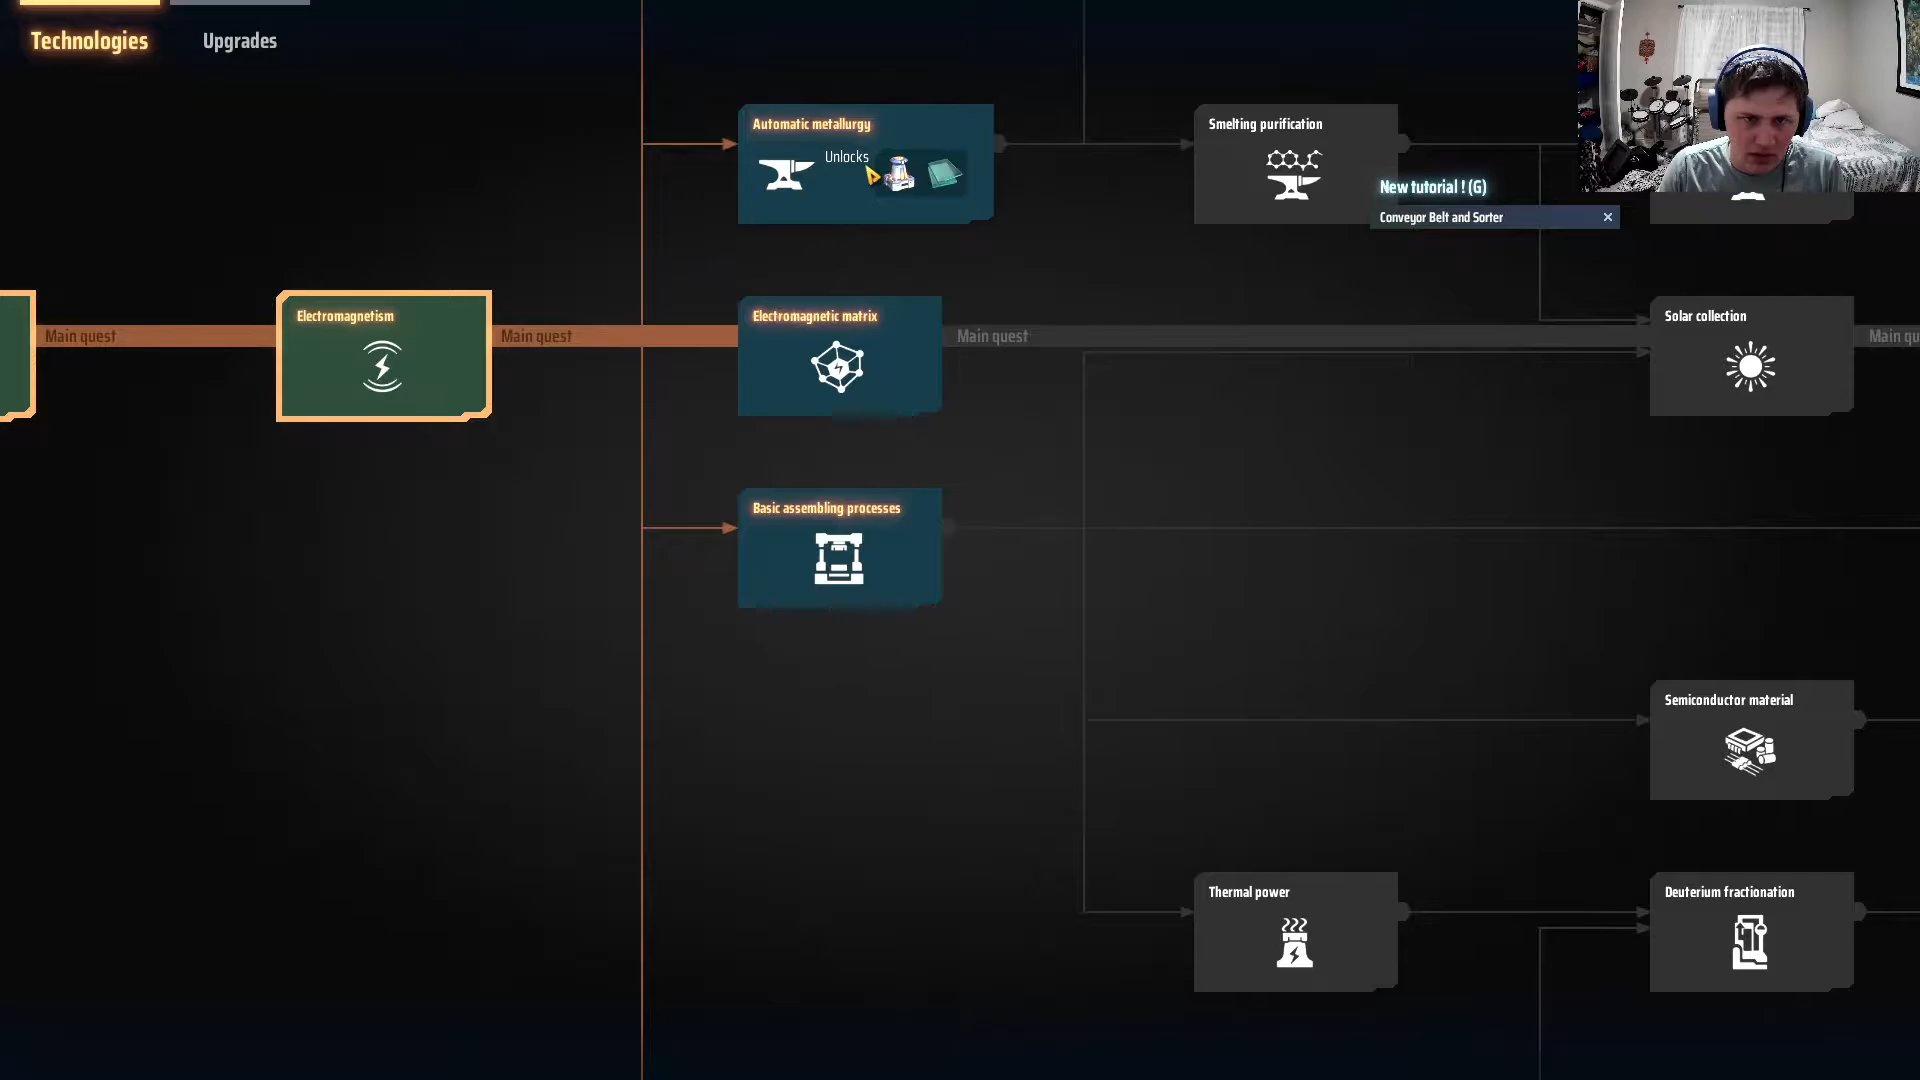 Technologies
Upgrades
Automatic metallurgy
Unlocks
Smelting purification
New tutorial ! (G)
Conveyor Belt and Sorter
Main quest
Electromagnetism
Main quest
Electromagnetic matrix
Main quest
Solar collection
Main qu
Basic assembling processes
Semiconductor material
Thermal power
Deuterium fractionation